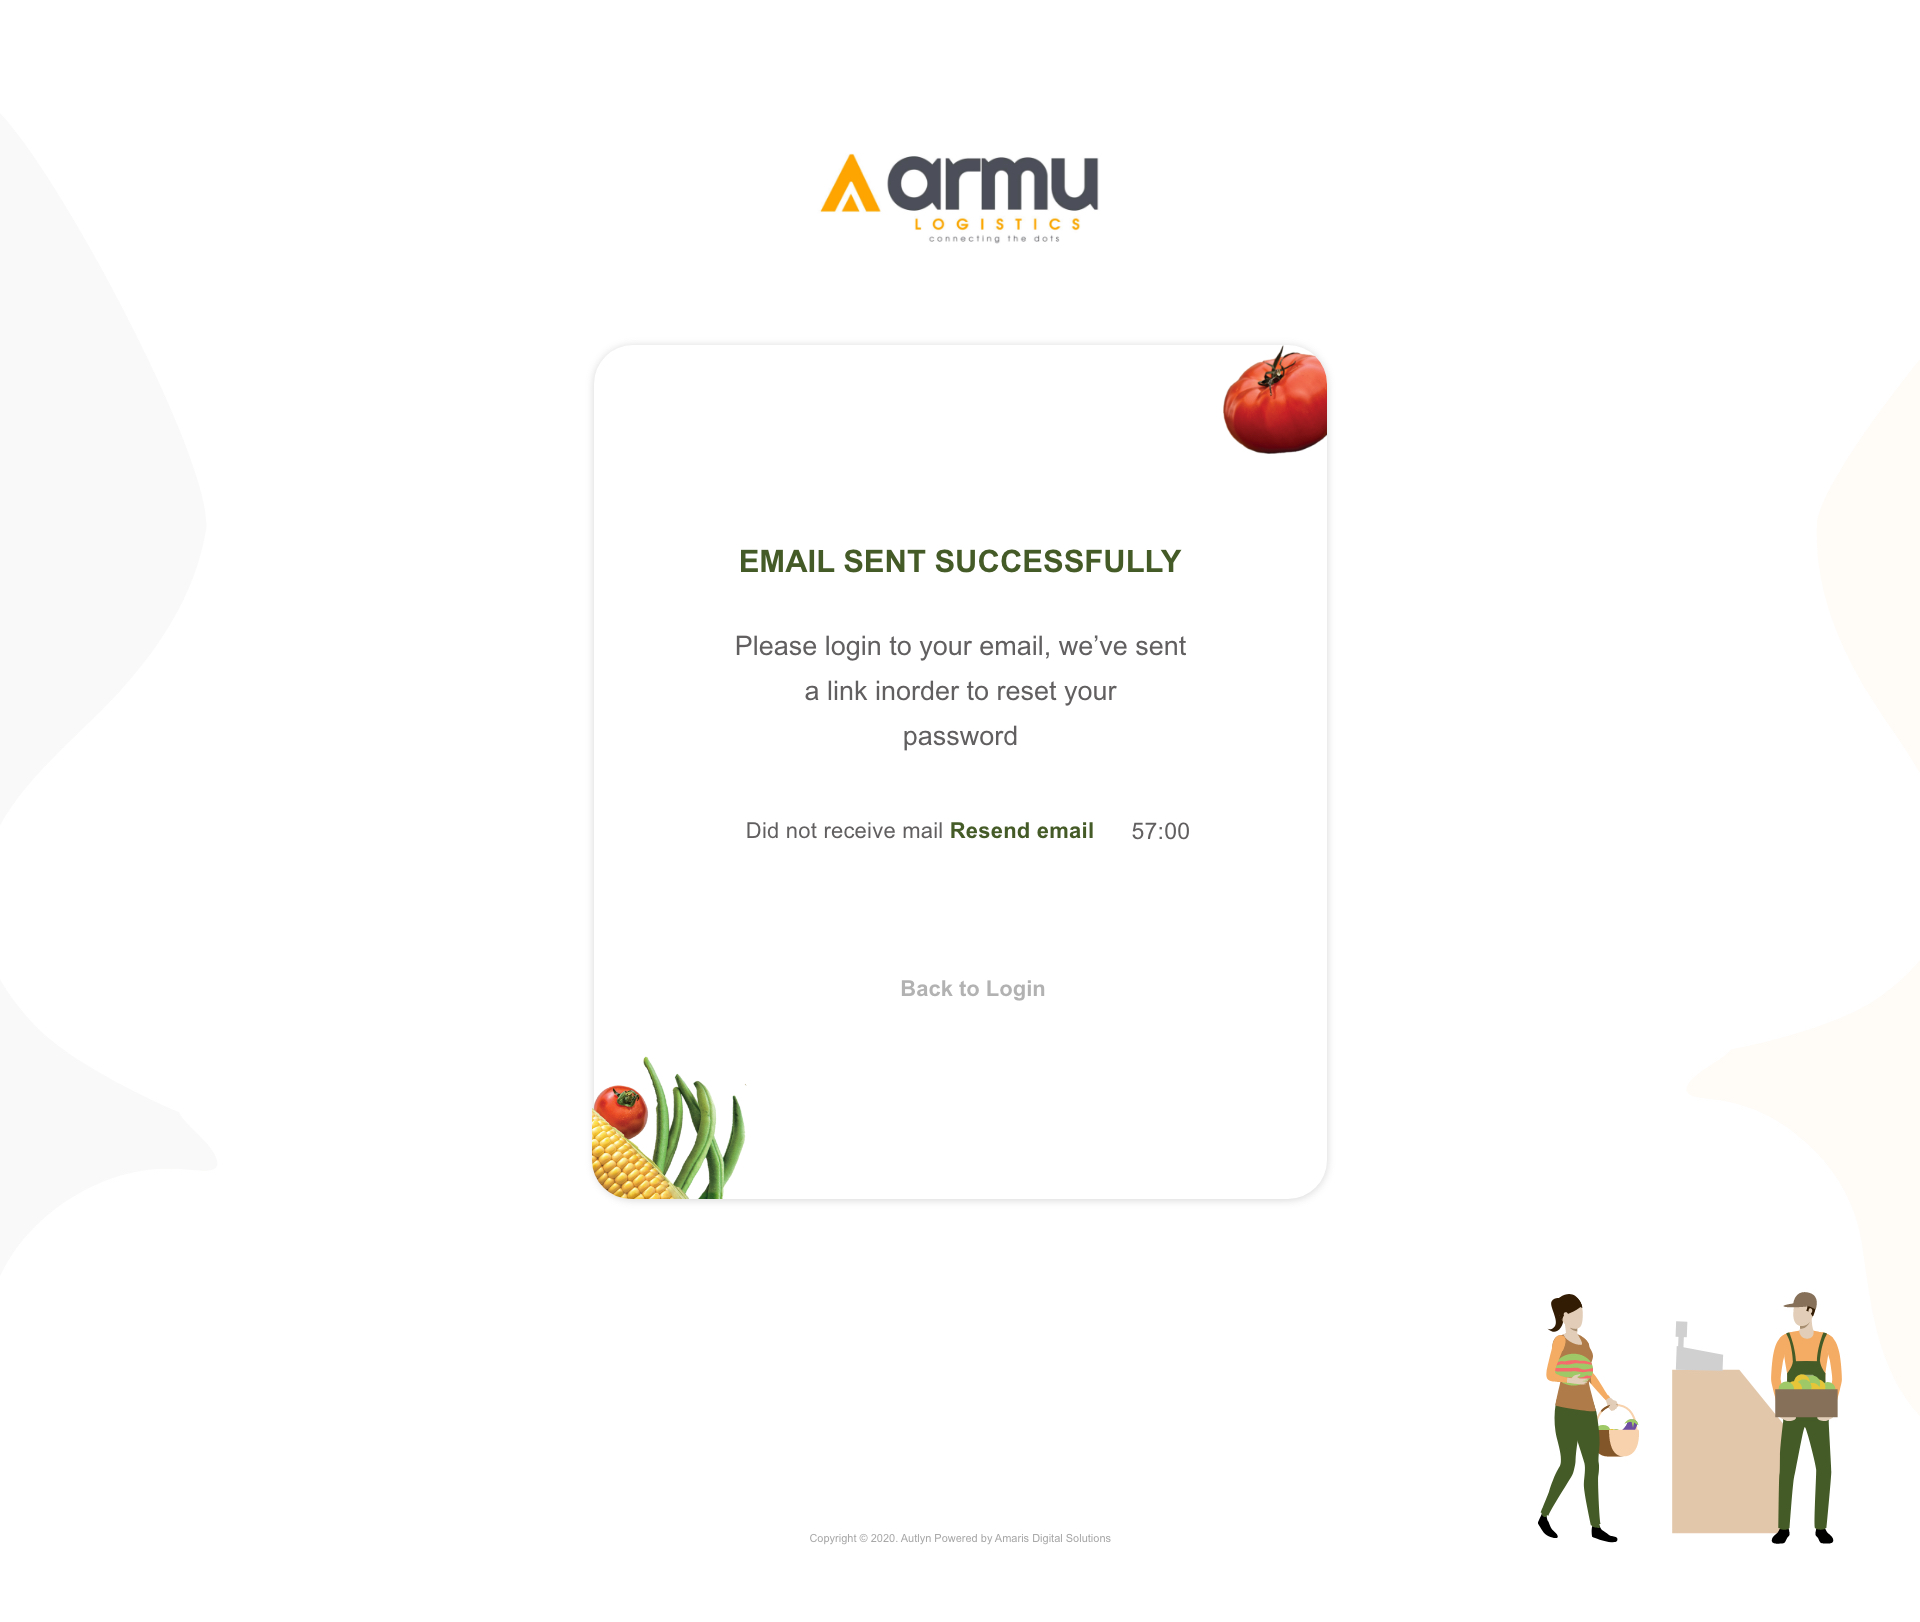 armu
LOGISTICS
connecting the dots
EMAIL SENT SUCCESSFULLY
Please login to your email, we’ve sent
a link inorder to reset your
password
Did not receive mail Resend email 57:00
Back to Login
Copyright © 2020. Autlyn Powered by Amaris Digital Solutions